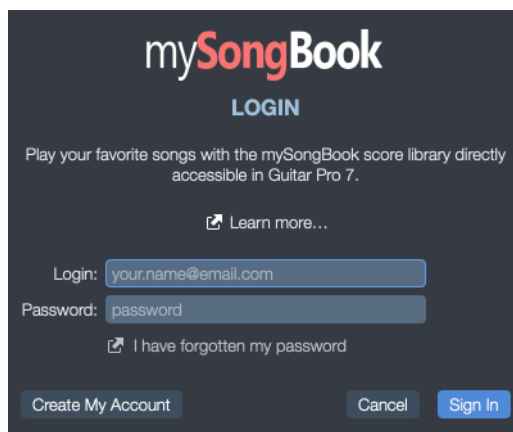 mySongBook
LOGIN
Play your favorite songs with the mySongBook score library directly
accessible in Guitar Pro 7.
Learn more...
Login: your.name@email.com
Password: password
I have forgotten my password
Create My Account Cancel Sign In